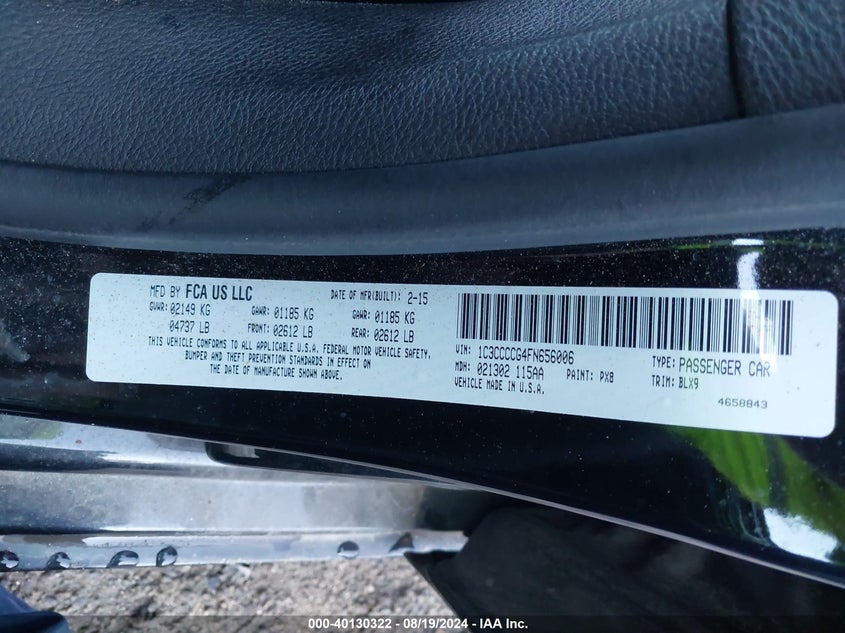 MFD BY FCA US LLC DATE OF MFR(BUILT): 2-15
GVWR: 02149 KG GAWR: 01185 KG GAWR: 01185 KG
04737 LB FRONT: 02612 LB REAR: 02612 LB
THIS VEHICLE CONFORMS TO ALL APPLICABLE U.S.A. FEDERAL MOTOR VEHICLE SAFETY,
BUMPER AND THEFT PREVENTION STANDARDS IN EFFECT ON
THE DATE OF MANUFACTURE SHOWN ABOVE.
VIN: 1C3CCCCG4FN656006 TYPE: PASSENGER CAR
MDH: 021302 115AA PAINT: PX8 TRIM: BLX9
VEHICLE MADE IN U.S.A.
4658843
000-40130322 - 08/19/2024 - IAA Inc.